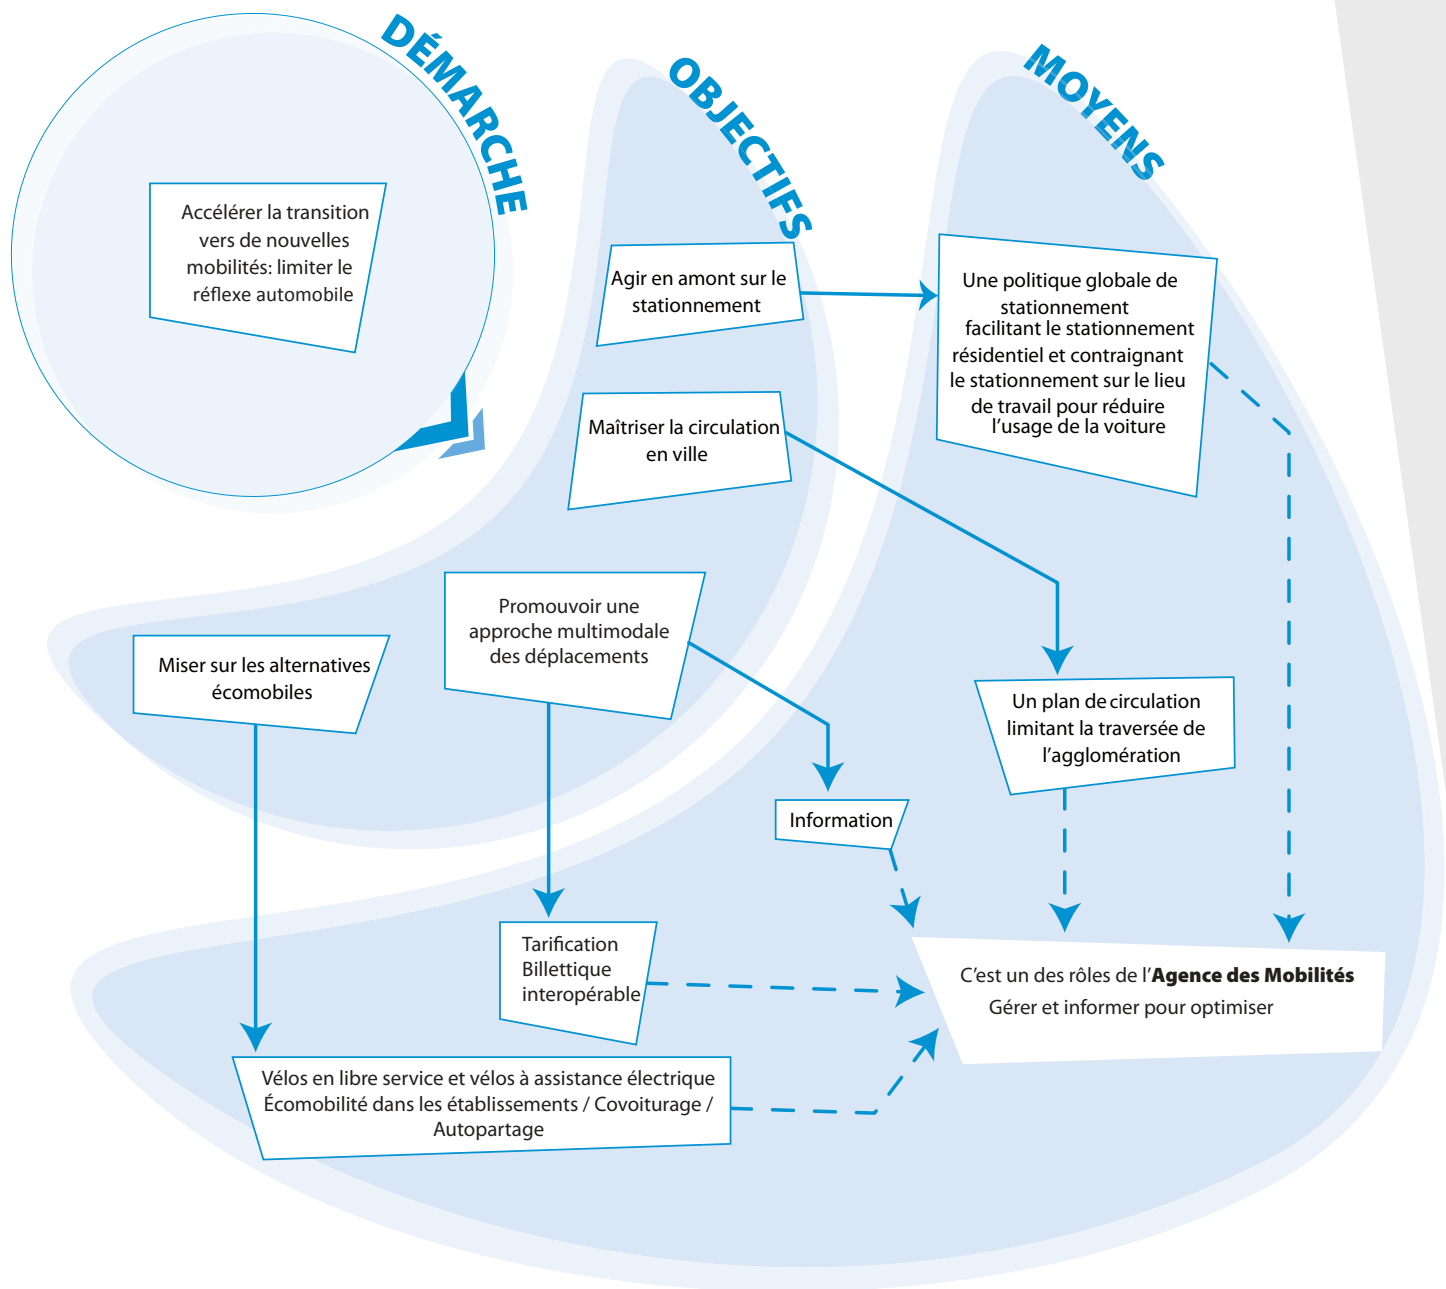 DÉMARCHE
Accélérer la transition
vers de nouvelles
mobilités: limiter le
réflexe automobile
OBJECTIFS
Agir en amont sur le
stationnement
Maîtriser la circulation
en ville
Promouvoir une
approche multimodale
des déplacements
Miser sur les alternatives
écomobiles
MOYENS
Une politique globale de
stationnement
facilitant le stationnement
résidentiel et contraignant
le stationnement sur le lieu
de travail pour réduire
l'usage de la voiture
Un plan de circulation
limitant la traversée de
l'agglomération
Information
Tarification
Billettique
interopérable
Vélos en libre service et vélos à assistance électrique
Écomobilité dans les établissements / Covoiturage /
Autopartage
C'est un des rôles de l'Agence des Mobilités
Gérer et informer pour optimiser